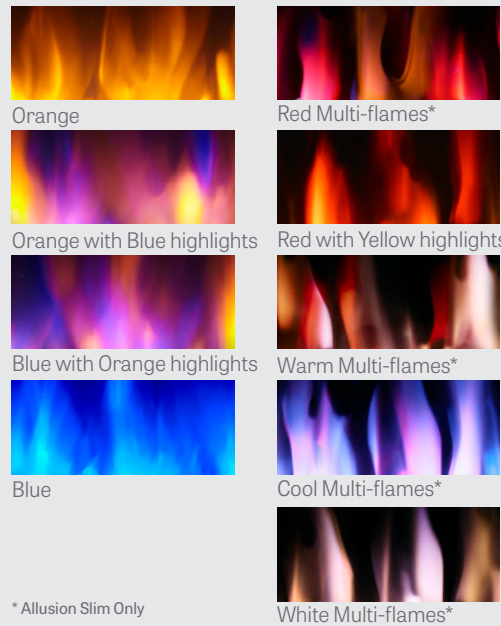 Orange
Orange with Blue highlights
Blue with Orange highlights
Blue
* Allusion Slim Only
Red Multi-flames*
Red with Yellow highlights
Warm Multi-flames*
Cool Multi-flames*
White Multi-flames*